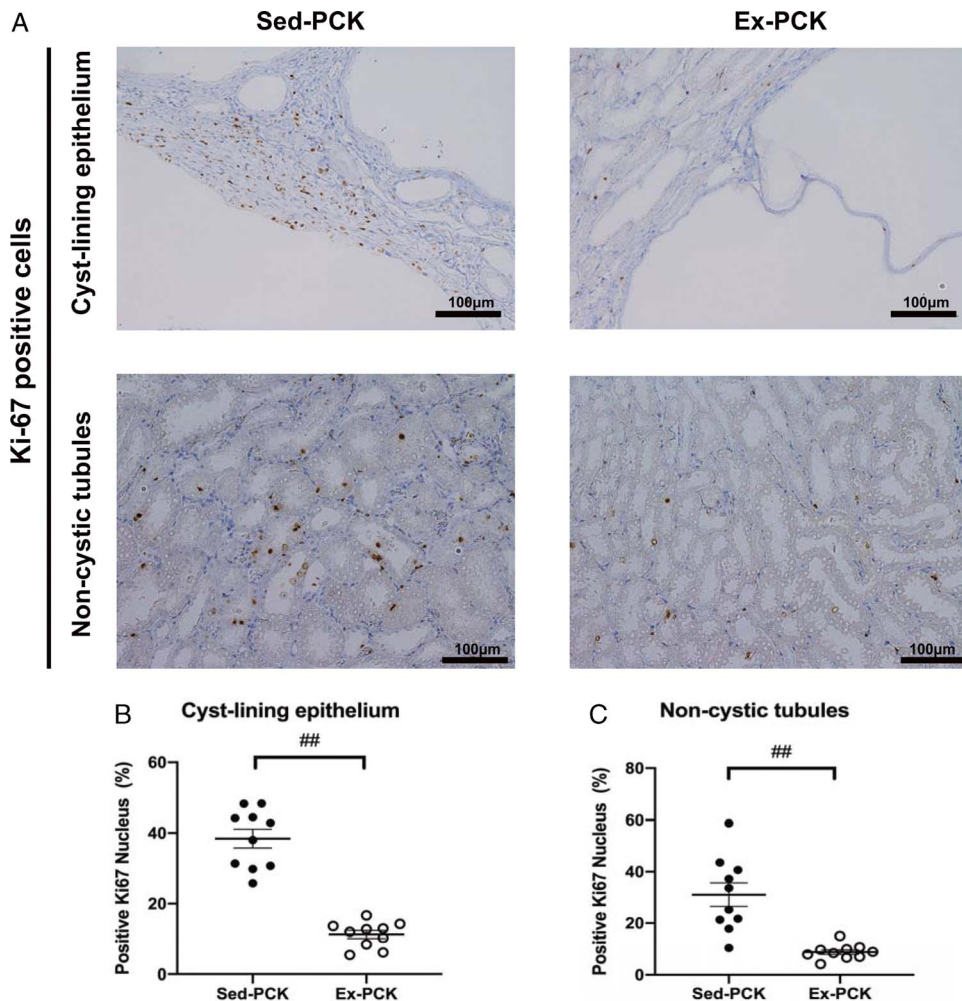 A
Sed-PCK
Ex-PCK
Ki-67 positive cells
Cyst-lining epithelium
100μm
100μm
Non-cystic tubules
100μm
100μm
B
Cyst-lining epithelium
##
Positive Ki67 Nucleus (%)
60
40
20
0
Sed-PCK
Ex-PCK
C
Non-cystic tubules
##
Positive Ki67 Nucleus (%)
80
60
40
20
0
Sed-PCK
Ex-PCK